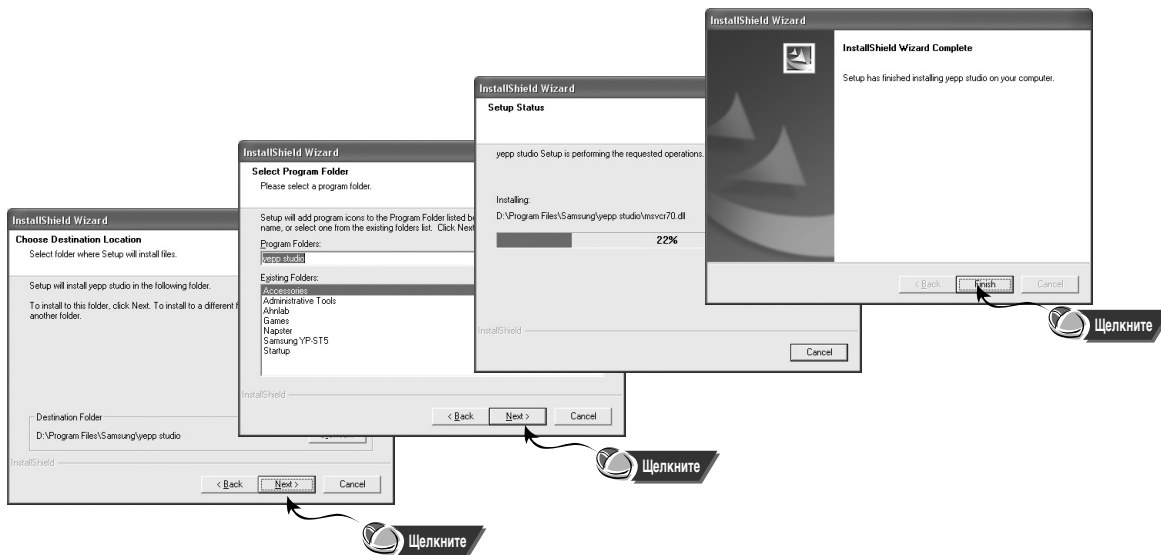 InstallShield Wizard
Choose Destination Location
Select folder where Setup will install files.
Setup will install yepp studio in the following folder.
To install to this folder, click Next. To install to a different f
another folder.
Destination Folder
D:\Program Files\Samsung\yepp studio
InstallShield
< Back
Next >
Cancel
Щелкните
InstallShield Wizard
Select Program Folder
Please select a program folder.
Setup will add program icons to the Program Folder listed be
name, or select one from the existing folders list. Click Next
Program Folders:
yepp studio
Existing Folders:
Accessories
Administrative Tools
Ahnlab
Games
Napster
Samsung YP-ST5
Startup
InstallShield
< Back
Next >
Cancel
Щелкните
InstallShield Wizard
Setup Status
yepp studio Setup is performing the requested operations.
Installing:
D:\Program Files\Samsung\yepp studio\msvcr70.dll
22%
InstallShield
Cancel
InstallShield Wizard
InstallShield Wizard Complete
Setup has finished installing yepp studio on your computer.
< Back
Finish
Cancel
Щелкните